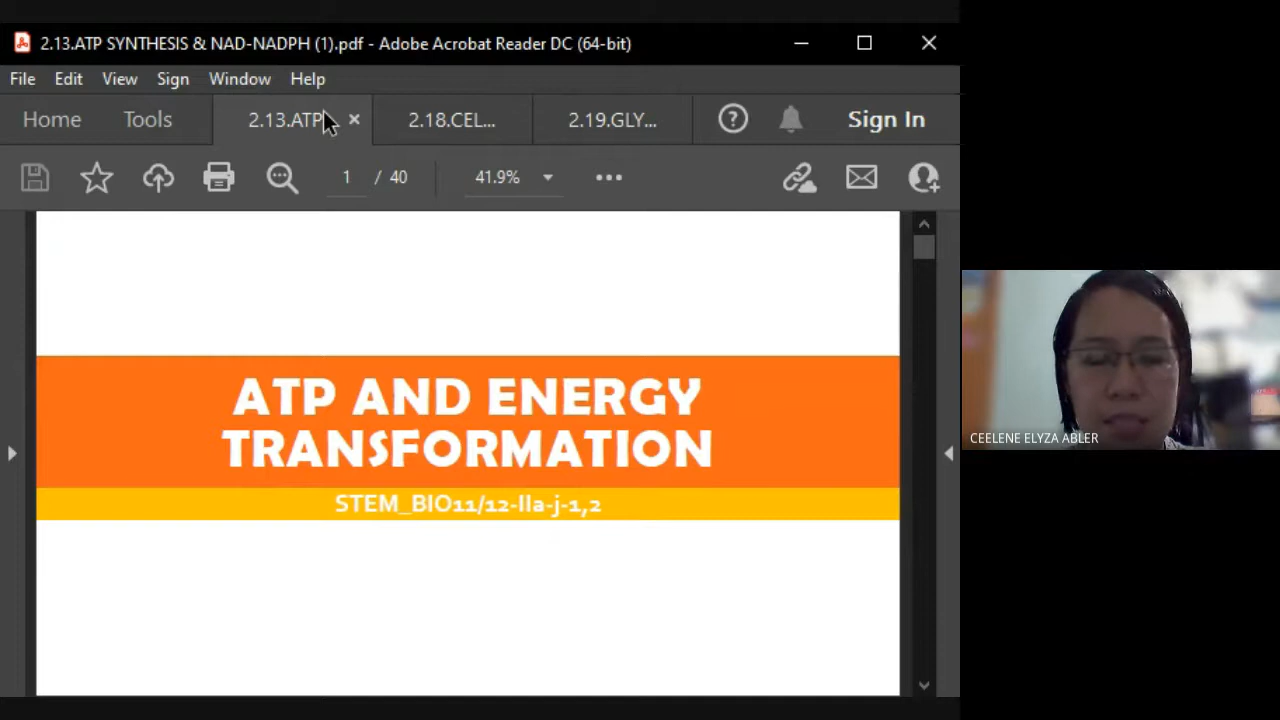 2.13.ATP SYNTHESIS & NAD-NADPH (1).pdf - Adobe Acrobat Reader DC (64-bit)
File Edit View Sign Window Help
Home Tools 2.13.ATP 2.18.CEL... 2.19.GLY... Sign In
1 / 40 41.9%
ATP AND ENERGY
TRANSFORMATION
STEM_BIO11/12-IIa-j-1,2
CEELENE ELYZA ABLER